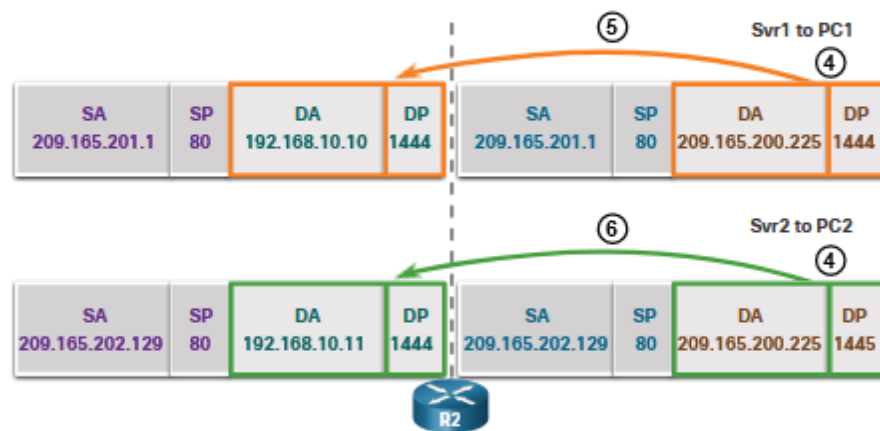 ⑤ Svr1 to PC1
④
SA SP DA DP SA SP DA DP
209.165.201.1 80 192.168.10.10 1444 209.165.201.1 80 209.165.200.225 1444
⑥ Svr2 to PC2
④
SA SP DA DP SA SP DA DP
209.165.202.129 80 192.168.10.11 1444 209.165.202.129 80 209.165.200.225 1445
R2